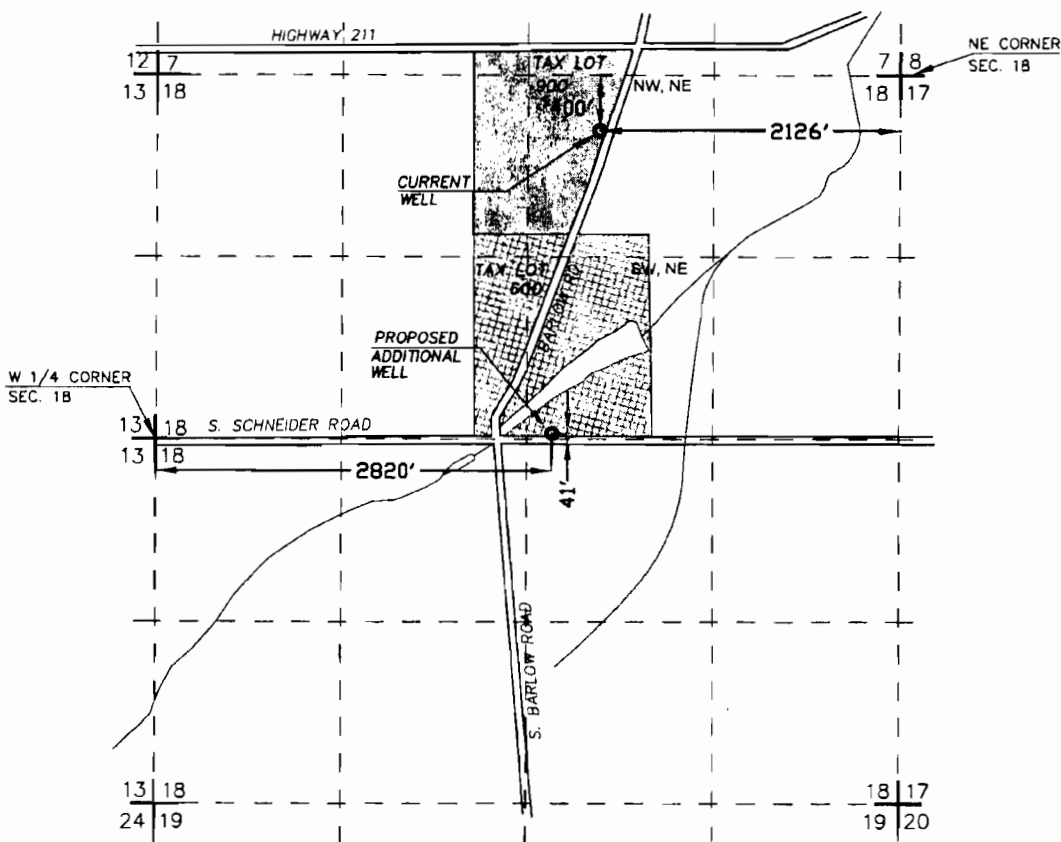 HIGHWAY 211
12 7
13 18
TAX LOT
900
400'
NW, NE
7 8
18 17
NE CORNER
SEC. 18
2126'
CURRENT
WELL
TAX LOT
600
SW, NE
BARLOW RD.
PROPOSED
ADDITIONAL
WELL
W 1/4 CORNER
SEC. 18
13 18
13 18
S. SCHNEIDER ROAD
2820'
41'
S. BARLOW ROAD
13 18
24 19
18 17
19 20